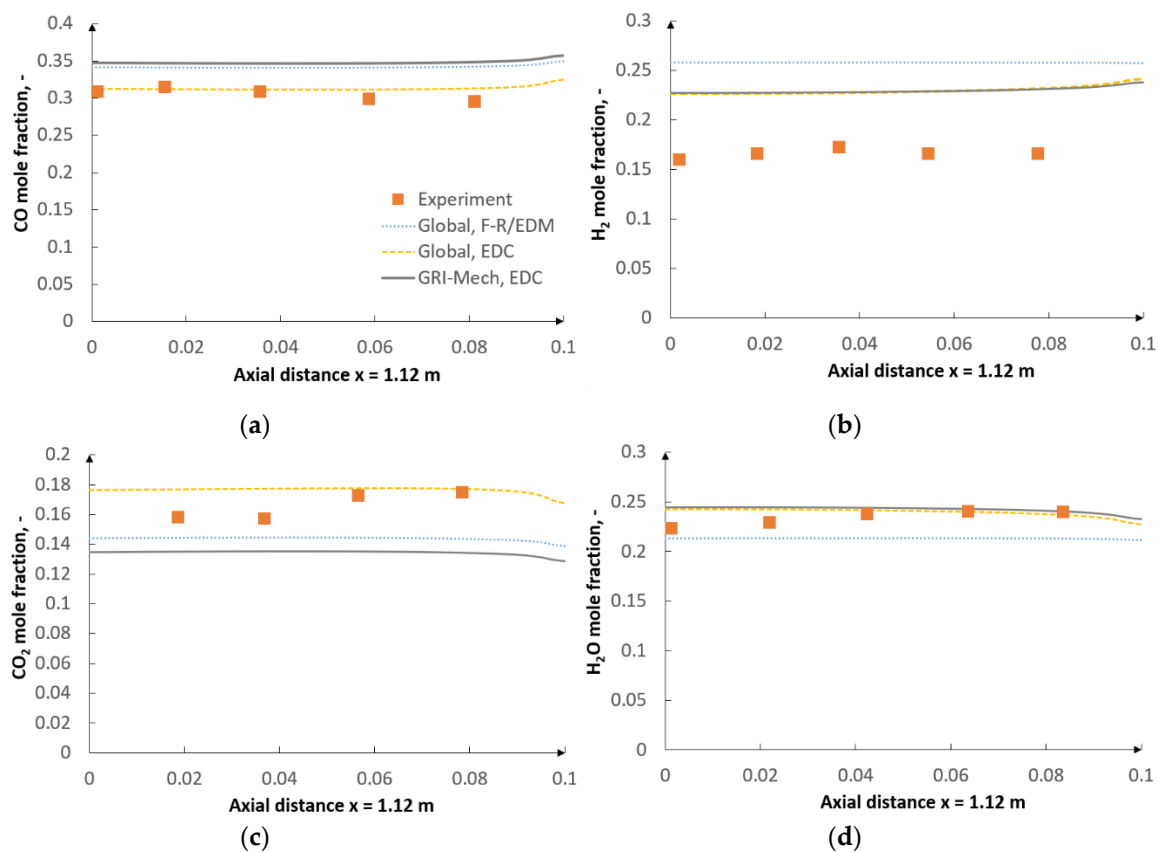 0.4
0.35
0.3
0.25
0.2
0.15
0.1
0.05
0
CO mole fraction, -
Experiment
Global, F-R/EDM
Global, EDC
GRI-Mech, EDC
0 0.02 0.04 0.06 0.08 0.1
Axial distance x = 1.12 m
(a)
0.3
0.25
0.2
0.15
0.1
0.05
0
H₂ mole fraction, -
0 0.02 0.04 0.06 0.08 0.1
Axial distance x = 1.12 m
(b)
0.2
0.18
0.16
0.14
0.12
0.1
0.08
0.06
0.04
0.02
0
CO₂ mole fraction, -
0 0.02 0.04 0.06 0.08 0.1
Axial distance x = 1.12 m
(c)
0.3
0.25
0.2
0.15
0.1
0.05
0
H₂O mole fraction, -
0 0.02 0.04 0.06 0.08 0.1
Axial distance x = 1.12 m
(d)